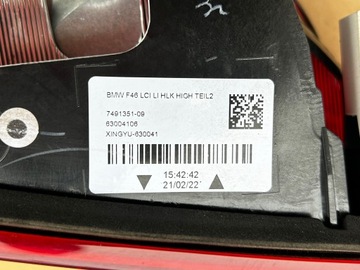 BMW F46 LCI LI HLK HIGH TEIL2
7491351-09
63004106
XINGYU-630041
15:42:42
21/02/22